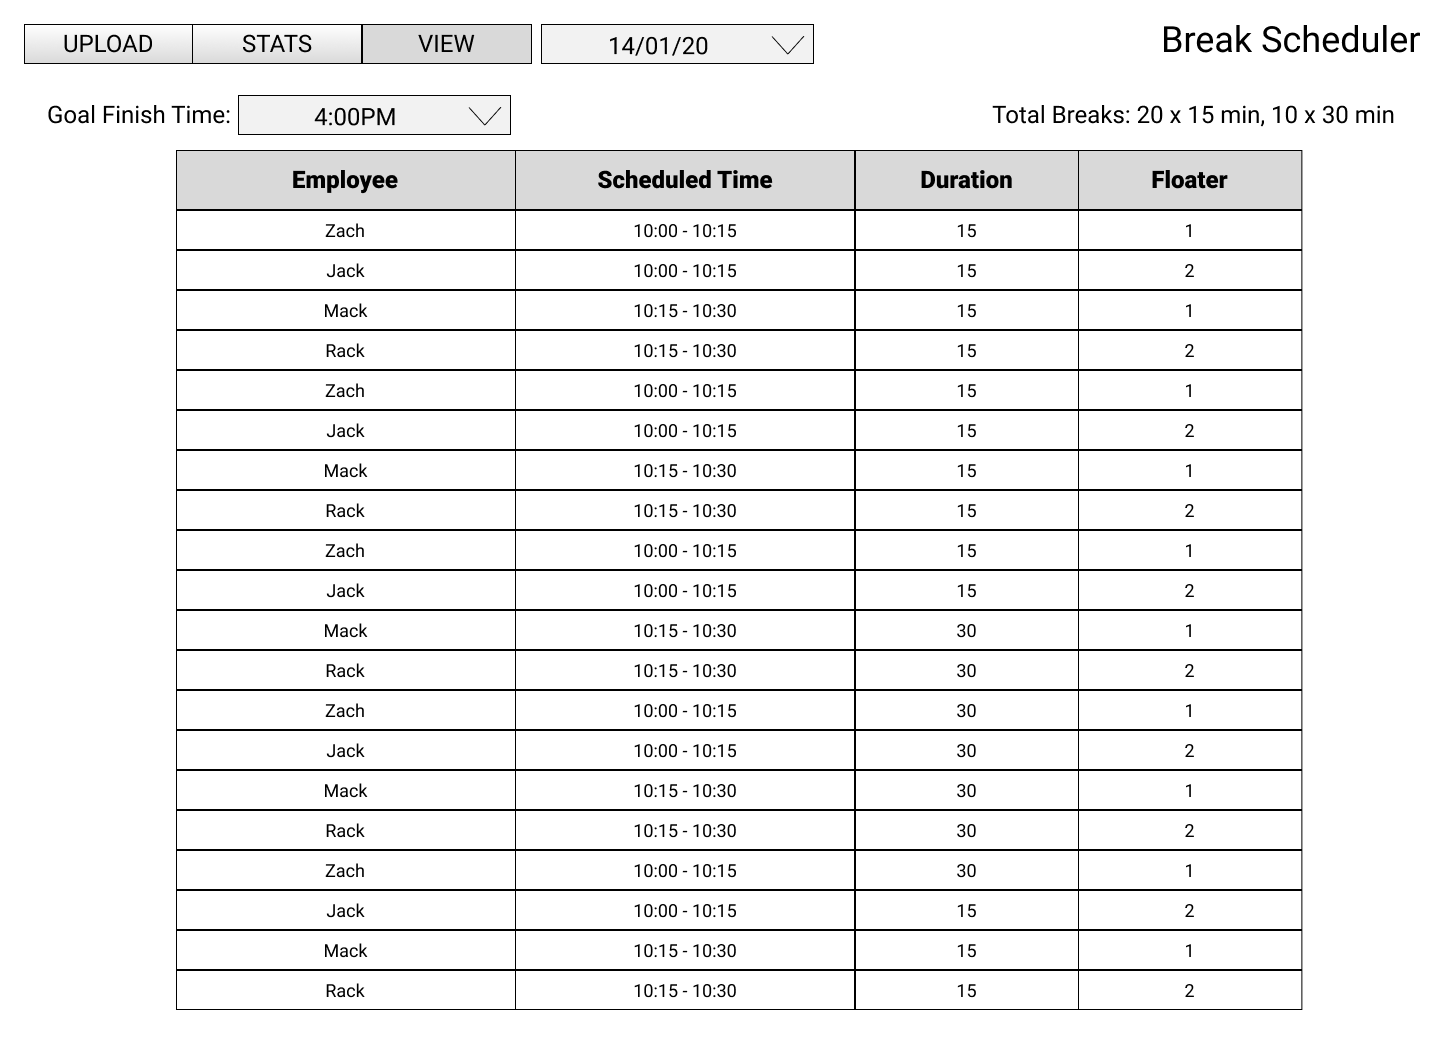 UPLOAD STATS VIEW 14/01/20 Break Scheduler
Goal Finish Time: 4:00PM Total Breaks: 20 x 15 min, 10 x 30 min
Employee Scheduled Time Duration Floater
Zach 10:00 - 10:15 15 1
Jack 10:00 - 10:15 15 2
Mack 10:15 - 10:30 15 1
Rack 10:15 - 10:30 15 2
Zach 10:00 - 10:15 15 1
Jack 10:00 - 10:15 15 2
Mack 10:15 - 10:30 15 1
Rack 10:15 - 10:30 15 2
Zach 10:00 - 10:15 15 1
Jack 10:00 - 10:15 15 2
Mack 10:15 - 10:30 30 1
Rack 10:15 - 10:30 30 2
Zach 10:00 - 10:15 30 1
Jack 10:00 - 10:15 30 2
Mack 10:15 - 10:30 30 1
Rack 10:15 - 10:30 30 2
Zach 10:00 - 10:15 30 1
Jack 10:00 - 10:15 15 2
Mack 10:15 - 10:30 15 1
Rack 10:15 - 10:30 15 2